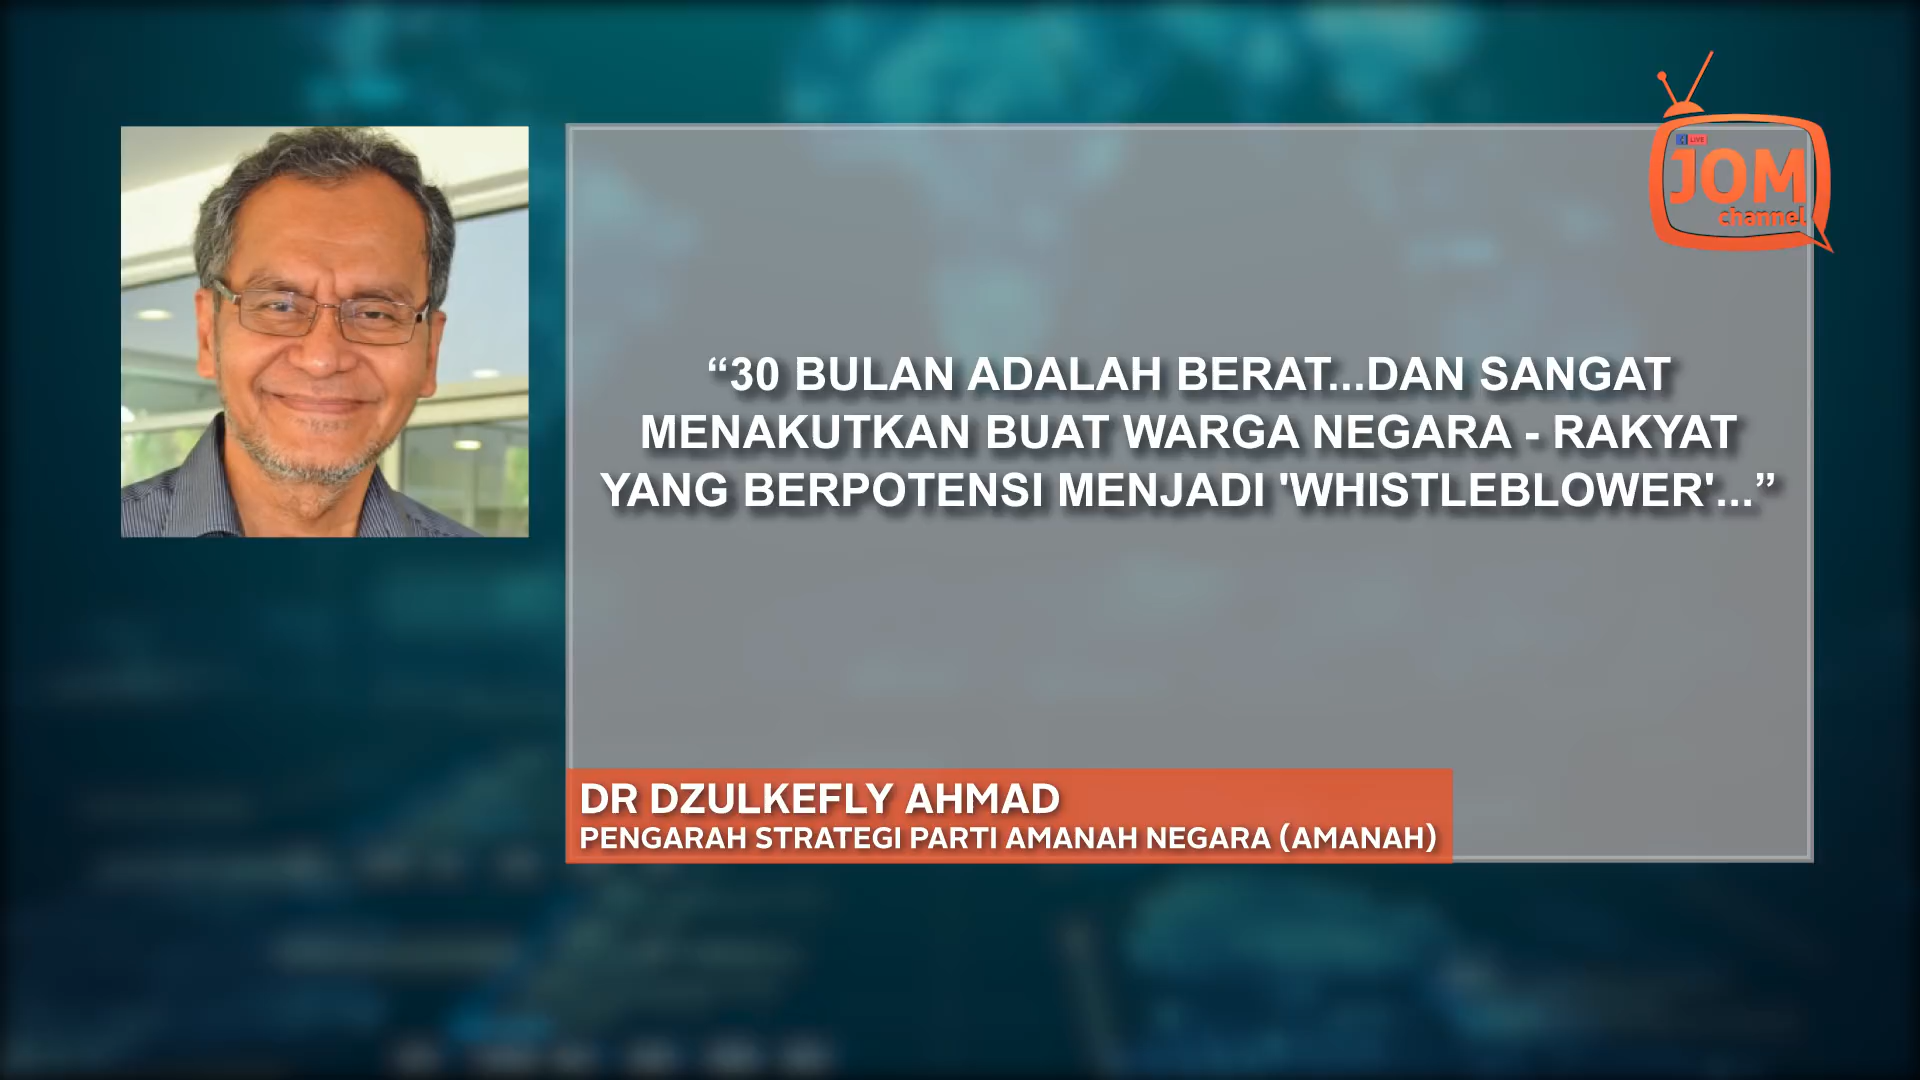 LIVE
JOM
channel
“30 BULAN ADALAH BERAT...DAN SANGAT
MENAKUTKAN BUAT WARGA NEGARA - RAKYAT
YANG BERPOTENSI MENJADI 'WHISTLEBLOWER'...”
DR DZULKEFLY AHMAD
PENGARAH STRATEGI PARTI AMANAH NEGARA (AMANAH)